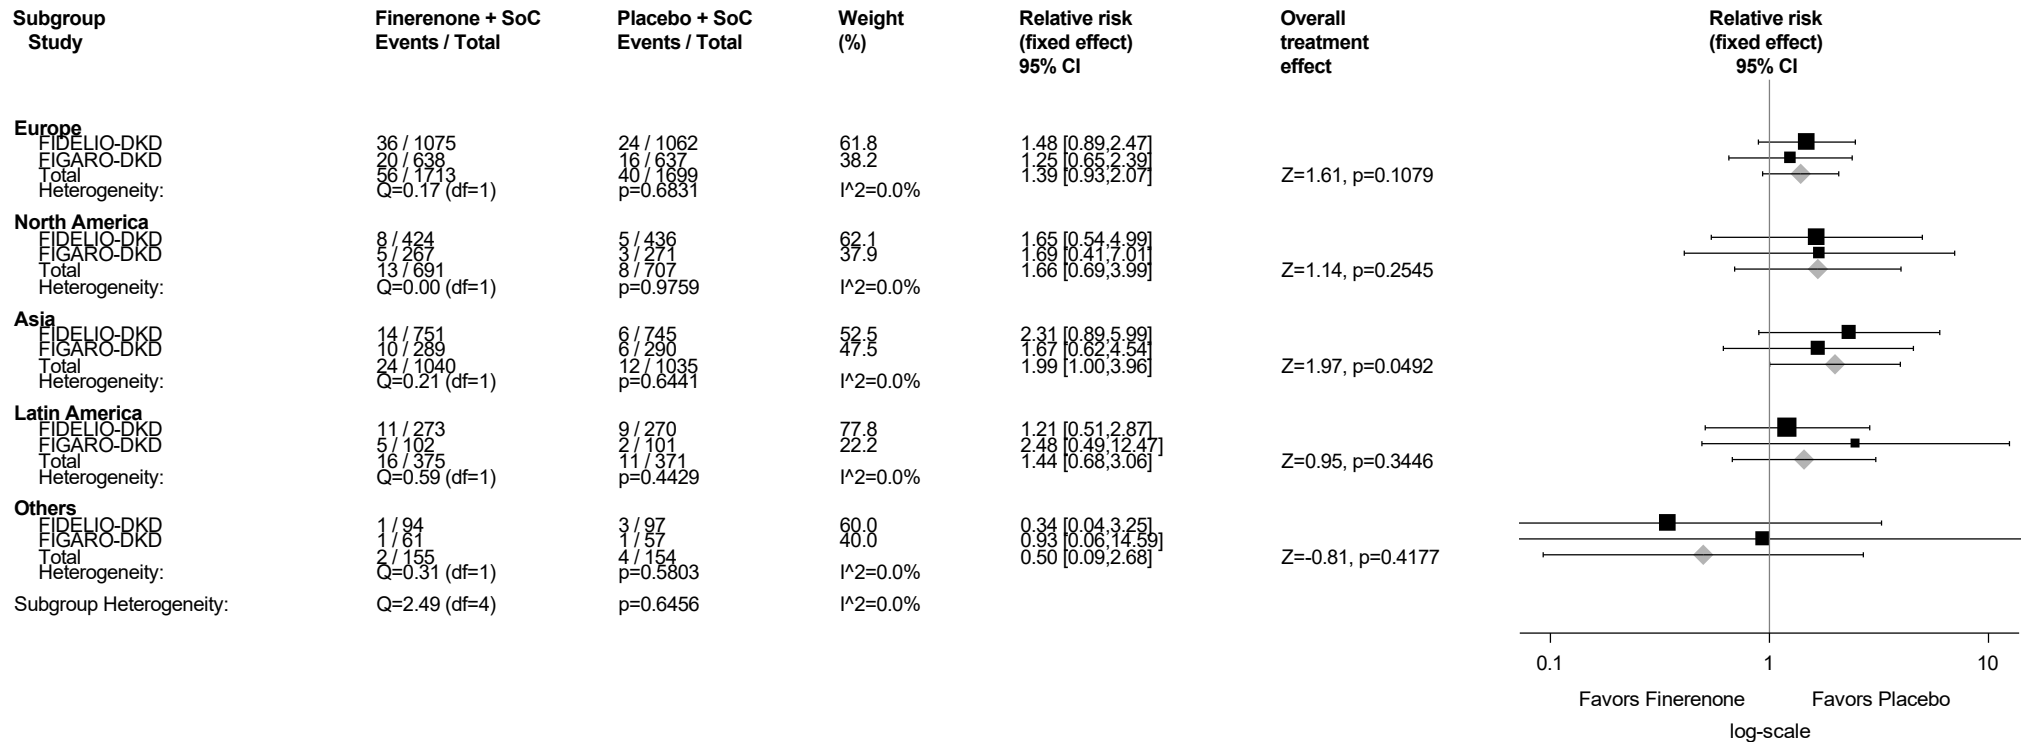 Subgroup Finerenone + SoC Placebo + SoC Weight Relative risk Overall Relative risk
Study Events / Total Events / Total (%) (fixed effect) treatment (fixed effect)
95% CI effect 95% CI
Europe
FIDELIO-DKD 36 / 1075 24 / 1062 61.8 1.48 [0.89,2.47]
FIGARO-DKD 20 / 638 16 / 637 38.2 1.25 [0.65,2.39]
Total 56 / 1713 40 / 1699 1.39 [0.93,2.07] Z=1.61, p=0.1079
Heterogeneity: Q=0.17 (df=1) p=0.6831 I^2=0.0%
North America
FIDELIO-DKD 8 / 424 5 / 436 62.1 1.65 [0.54,4.99]
FIGARO-DKD 5 / 267 3 / 271 37.9 1.69 [0.41,7.01]
Total 13 / 691 8 / 707 1.66 [0.69,3.99] Z=1.14, p=0.2545
Heterogeneity: Q=0.00 (df=1) p=0.9759 I^2=0.0%
Asia
FIDELIO-DKD 14 / 751 6 / 745 52.5 2.31 [0.89,5.99]
FIGARO-DKD 10 / 289 6 / 290 47.5 1.67 [0.62,4.54]
Total 24 / 1040 12 / 1035 1.99 [1.00,3.96] Z=1.97, p=0.0492
Heterogeneity: Q=0.21 (df=1) p=0.6441 I^2=0.0%
Latin America
FIDELIO-DKD 11 / 273 9 / 270 77.8 1.21 [0.51,2.87]
FIGARO-DKD 5 / 102 2 / 101 22.2 2.48 [0.49,12.47]
Total 16 / 375 11 / 371 1.44 [0.68,3.06] Z=0.95, p=0.3446
Heterogeneity: Q=0.59 (df=1) p=0.4429 I^2=0.0%
Others
FIDELIO-DKD 1 / 94 3 / 97 60.0 0.34 [0.04,3.25]
FIGARO-DKD 1 / 61 1 / 57 40.0 0.93 [0.06,14.59]
Total 2 / 155 4 / 154 0.50 [0.09,2.68] Z=-0.81, p=0.4177
Heterogeneity: Q=0.31 (df=1) p=0.5803 I^2=0.0%
Subgroup Heterogeneity: Q=2.49 (df=4) p=0.6456 I^2=0.0%
0.1 1 10
Favors Finerenone Favors Placebo
log-scale